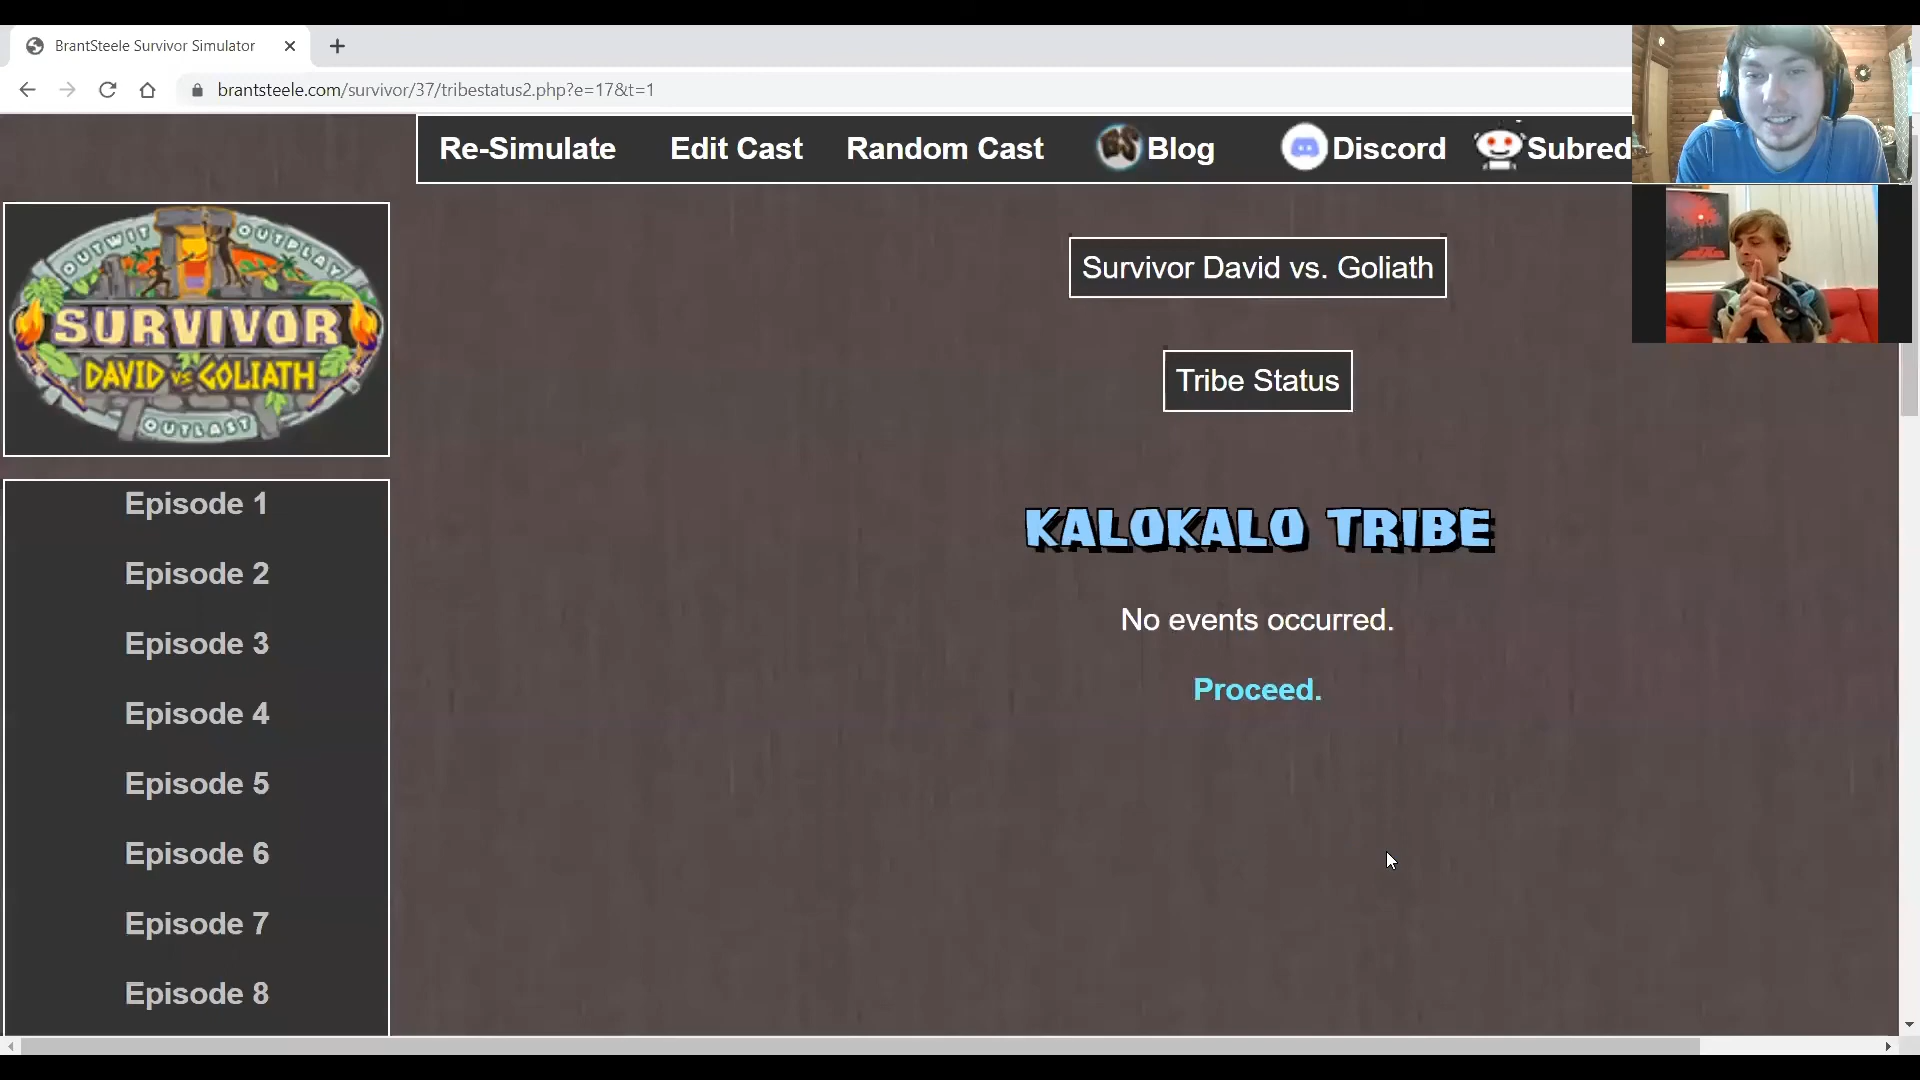 BrantSteele Survivor Simulator
brantsteele.com/survivor/37/tribestatus2.php?e=17&t=1
Re-Simulate Edit Cast Random Cast Blog Discord Subred
OUTWIT OUTPLAY
SURVIVOR
DAVID vs GOLIATH
OUTLAST
Survivor David vs. Goliath
Tribe Status
KALOKALO TRIBE
No events occurred.
Proceed.
Episode 1
Episode 2
Episode 3
Episode 4
Episode 5
Episode 6
Episode 7
Episode 8